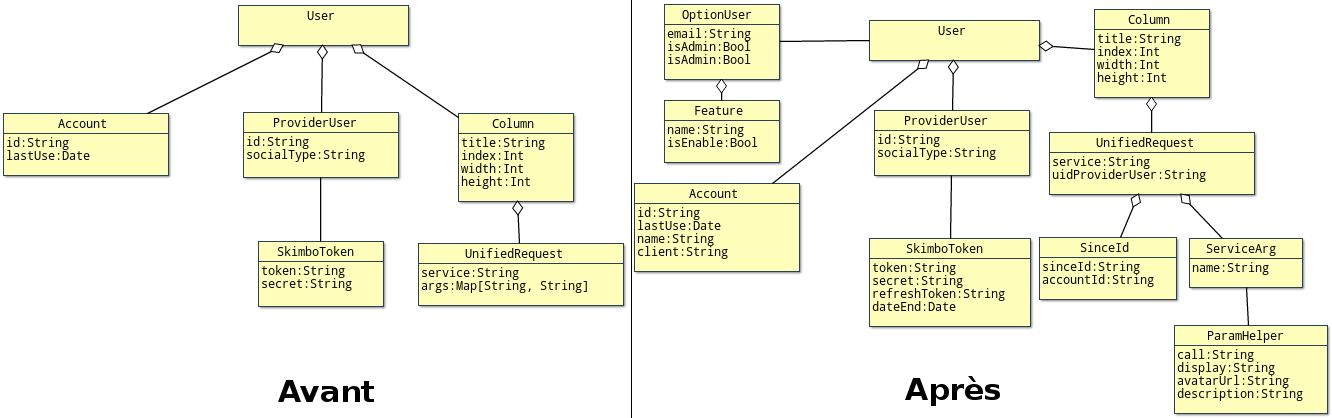 User
Account
id:String
lastUse:Date
ProviderUser
id:String
socialType:String
Column
title:String
index:Int
width:Int
height:Int
SkimboToken
token:String
secret:String
UnifiedRequest
service:String
args:Map[String, String]
Avant
OptionUser
email:String
isAdmin:Bool
isAdmin:Bool
User
Column
title:String
index:Int
width:Int
height:Int
Feature
name:String
isEnable:Bool
ProviderUser
id:String
socialType:String
UnifiedRequest
service:String
uidProviderUser:String
Account
id:String
lastUse:Date
name:String
client:String
SkimboToken
token:String
secret:String
refreshToken:String
dateEnd:Date
SinceId
sinceId:String
accountId:String
ServiceArg
name:String
ParamHelper
call:String
display:String
avatarUrl:String
description:String
Après